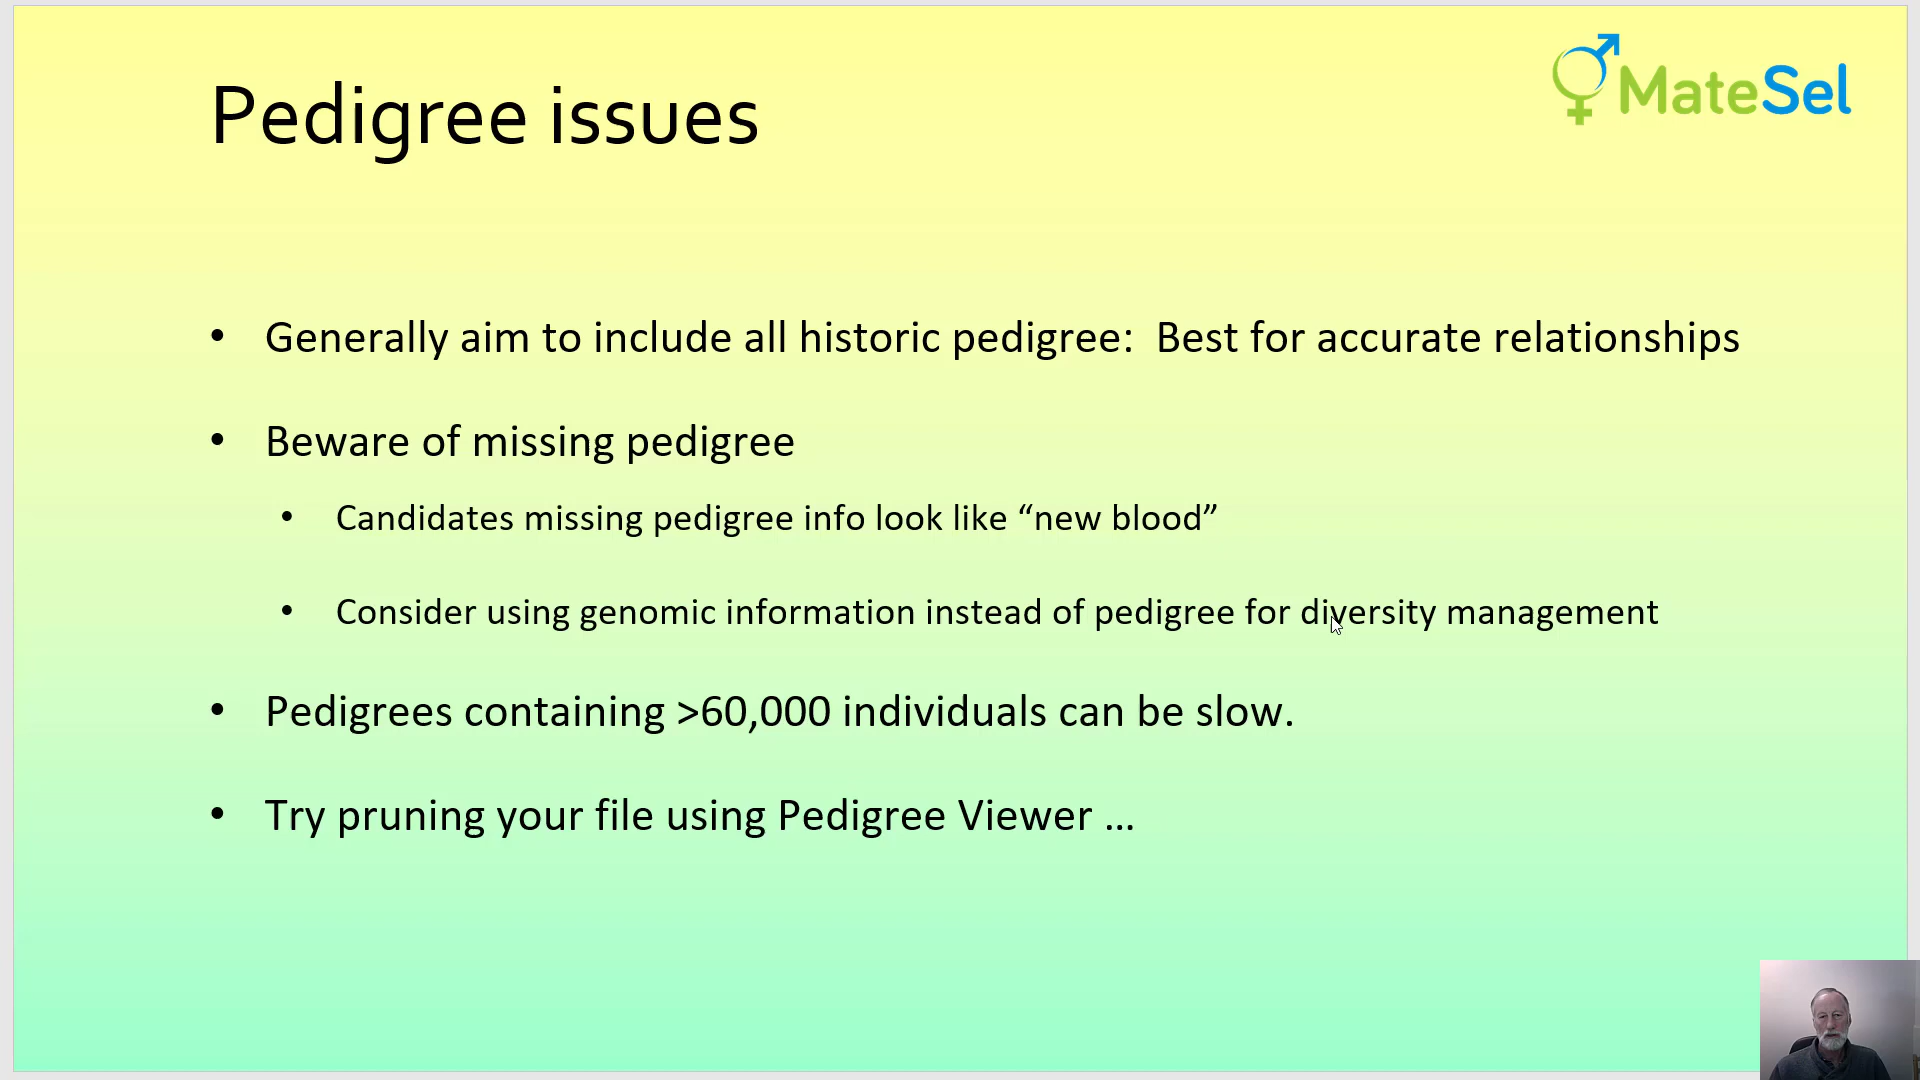 Pedigree issues
MateSel
• Generally aim to include all historic pedigree:  Best for accurate relationships
• Beware of missing pedigree
• Candidates missing pedigree info look like “new blood”
• Consider using genomic information instead of pedigree for diversity management
• Pedigrees containing >60,000 individuals can be slow.
• Try pruning your file using Pedigree Viewer …